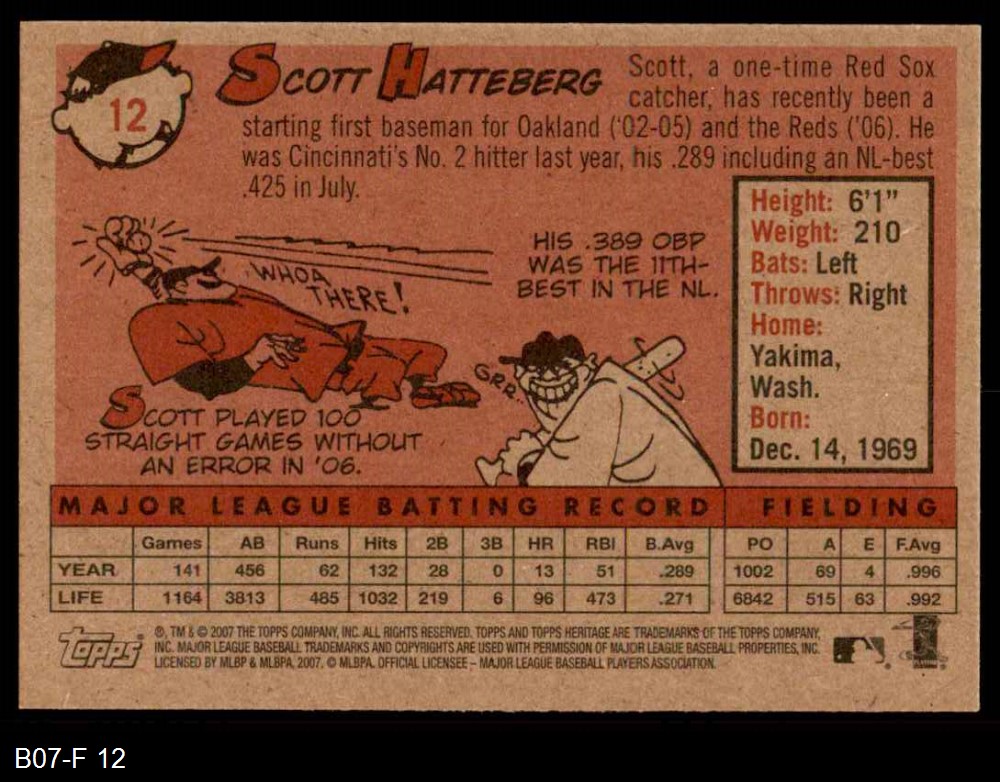 12
SCOTT HATTEBERG
Scott, a one-time Red Sox
catcher, has recently been a
starting first baseman for Oakland ('02-05) and the Reds ('06). He
was Cincinnati's No. 2 hitter last year, his .289 including an NL-best
.425 in July.
Height: 6'1"
Weight: 210
Bats: Left
Throws: Right
Home:
Yakima,
Wash.
Born:
Dec. 14, 1969
WHOA
THERE!
HIS .389 OBP
WAS THE 11TH-
BEST IN THE NL.
GRR..
SCOTT PLAYED 100
STRAIGHT GAMES WITHOUT
AN ERROR IN '06.
MAJOR LEAGUE BATTING RECORD FIELDING
Games AB Runs Hits 2B 3B HR RBI B.Avg PO A E F.Avg
YEAR 141 456 62 132 28 0 13 51 .289 1002 69 4 .996
LIFE 1164 3813 485 1032 219 6 96 473 .271 6842 515 63 .992
topps
®, TM & © 2007 THE TOPPS COMPANY, INC. ALL RIGHTS RESERVED. TOPPS AND TOPPS HERITAGE ARE TRADEMARKS OF THE TOPPS COMPANY,
INC. MAJOR LEAGUE BASEBALL TRADEMARKS AND COPYRIGHTS ARE USED WITH PERMISSION OF MAJOR LEAGUE BASEBALL PROPERTIES, INC.
LICENSED BY MLBP & MLBPA, 2007. © MLBPA. OFFICIAL LICENSEE – MAJOR LEAGUE BASEBALL PLAYERS ASSOCIATION.
B07-F 12